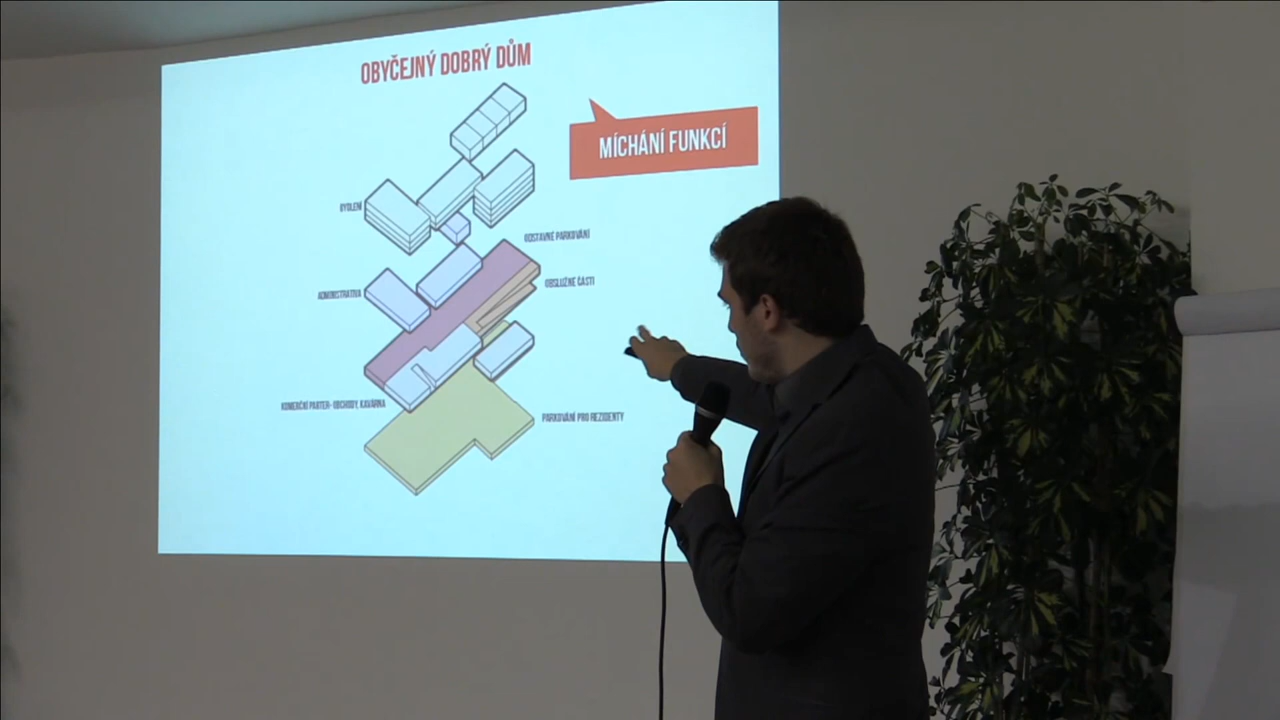 OBYČEJNÝ DOBRÝ DŮM
MÍCHÁNÍ FUNKCÍ
BYDLENÍ
ODSTAVNÉ PARKOVÁNÍ
OBSLUŽNÉ ČÁSTI
ADMINISTRATIVA
KOMERČNÍ PARTER- OBCHODY, KAVÁRNA
PARKOVÁNÍ PRO REZIDENTY